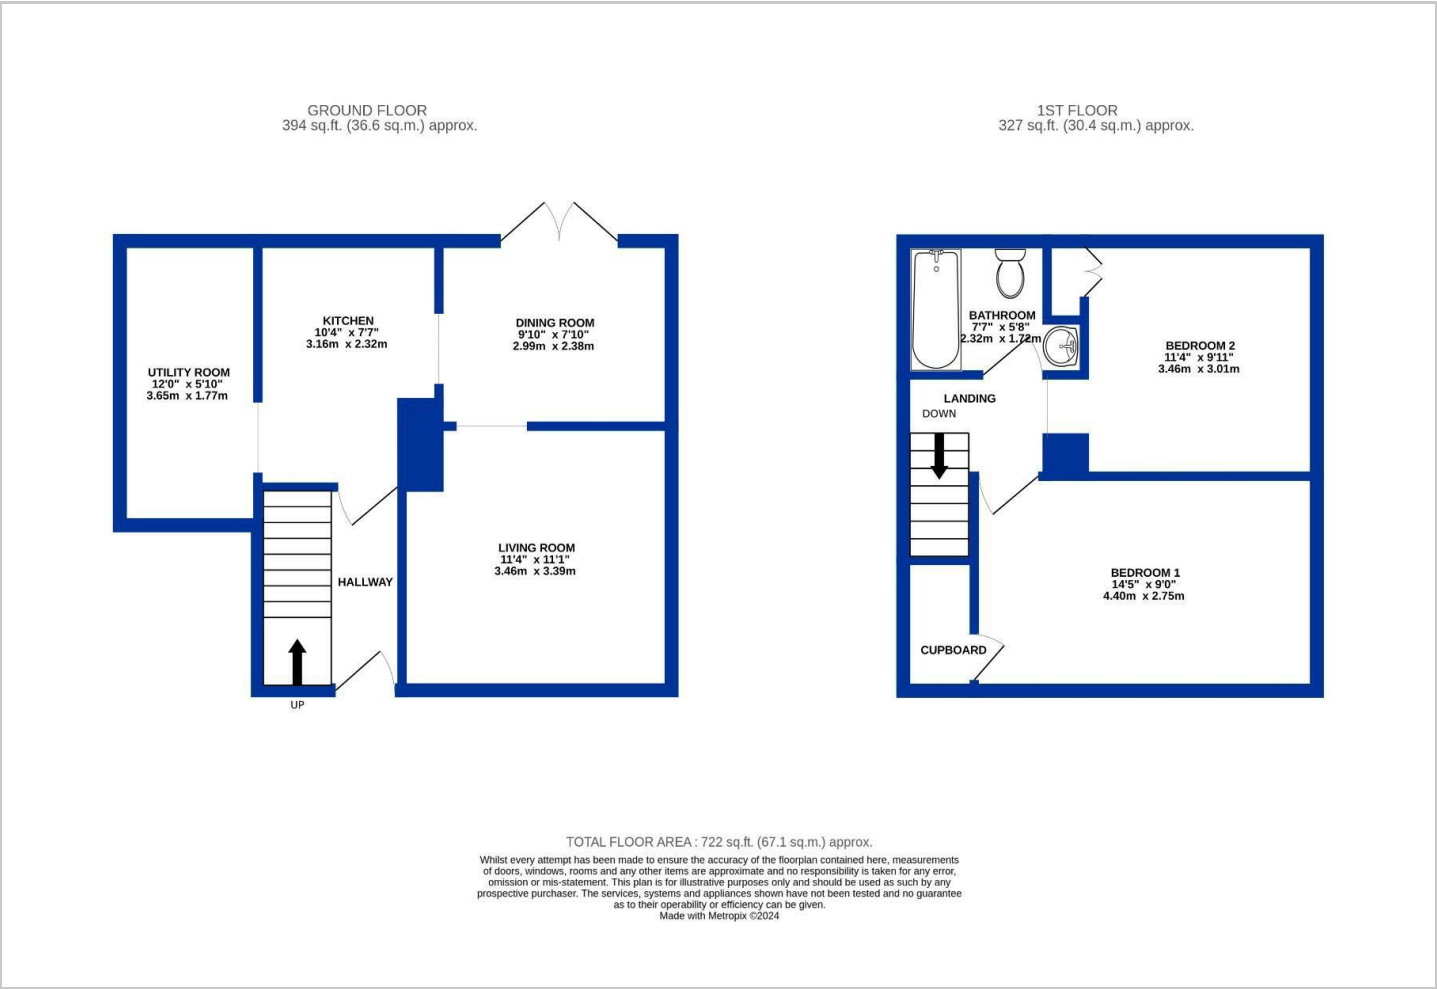 GROUND FLOOR
394 sq.ft. (36.6 sq.m.) approx.
1ST FLOOR
327 sq.ft. (30.4 sq.m.) approx.
KITCHEN
10'4" x 7'7"
3.16m x 2.32m
DINING ROOM
9'10" x 7'10"
2.99m x 2.38m
UTILITY ROOM
12'0" x 5'10"
3.65m x 1.77m
LIVING ROOM
11'4" x 11'1"
3.46m x 3.39m
HALLWAY
UP
BATHROOM
7'7" x 5'8"
2.32m x 1.72m
BEDROOM 2
11'4" x 9'11"
3.46m x 3.01m
LANDING
DOWN
BEDROOM 1
14'5" x 9'0"
4.40m x 2.75m
CUPBOARD
TOTAL FLOOR AREA : 722 sq.ft. (67.1 sq.m.) approx.
Whilst every attempt has been made to ensure the accuracy of the floorplan contained here, measurements
of doors, windows, rooms and any other items are approximate and no responsibility is taken for any error,
omission or mis-statement. This plan is for illustrative purposes only and should be used as such by any
prospective purchaser. The services, systems and appliances shown have not been tested and no guarantee
as to their operability or efficiency can be given.
Made with Metropix ©2024